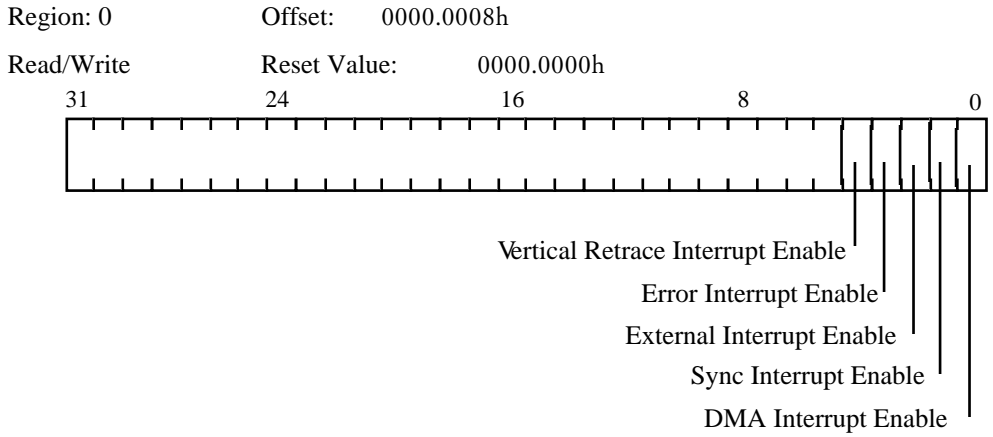 Region: 0 Offset: 0000.0008h
Read/Write Reset Value: 0000.0000h
31 24 16 8 0
Vertical Retrace Interrupt Enable
Error Interrupt Enable
External Interrupt Enable
Sync Interrupt Enable
DMA Interrupt Enable